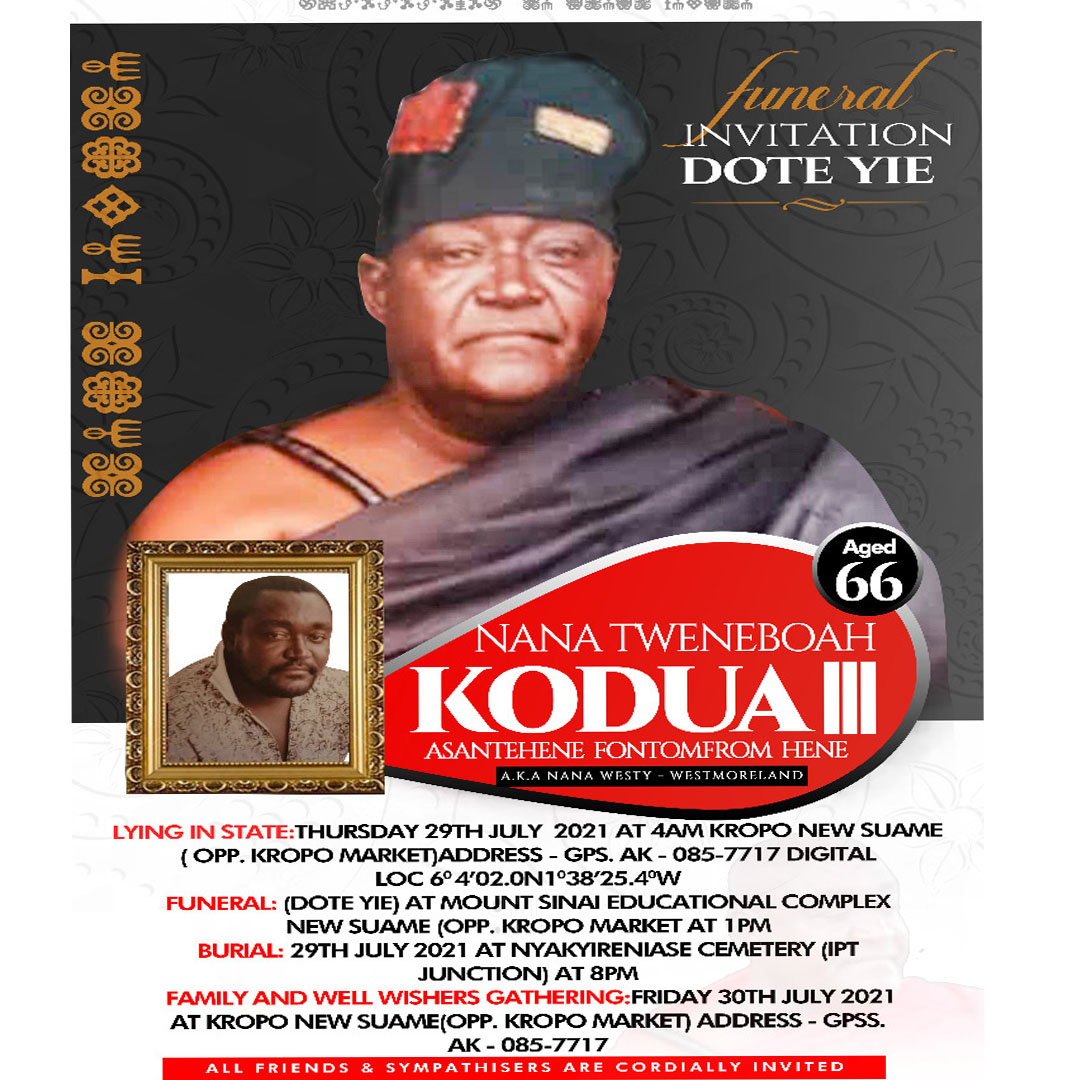 funeral
INVITATION
DOTE YIE
Aged
66
NANA TWENEBOAH
KODUA III
ASANTEHENE FONTOMFROM HENE
A.K.A NANA WESTY - WESTMORELAND
LYING IN STATE:THURSDAY 29TH JULY 2021 AT 4AM KROPO NEW SUAME
( OPP. KROPO MARKET)ADDRESS - GPS. AK - 085-7717 DIGITAL
LOC 6º 4'02.0N1º38'25.4ºW
FUNERAL: (DOTE YIE) AT MOUNT SINAI EDUCATIONAL COMPLEX
NEW SUAME (OPP. KROPO MARKET AT 1PM
BURIAL: 29TH JULY 2021 AT NYAKYIRENIASE CEMETERY (IPT
JUNCTION) AT 8PM
FAMILY AND WELL WISHERS GATHERING:FRIDAY 30TH JULY 2021
AT KROPO NEW SUAME(OPP. KROPO MARKET) ADDRESS - GPSS.
AK - 085-7717
ALL FRIENDS & SYMPATHISERS ARE CORDIALLY INVITED